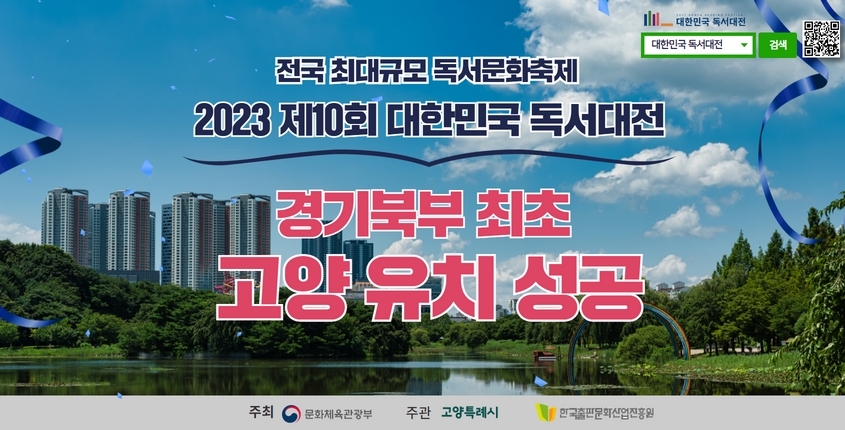 대한민국 독서대전
대한민국 독서대전 검색
전국 최대규모 독서문화축제
2023 제10회 대한민국 독서대전
경기북부 최초
고양 유치 성공
주최 문화체육관광부 주관 고양특례시 한국출판문화산업진흥원